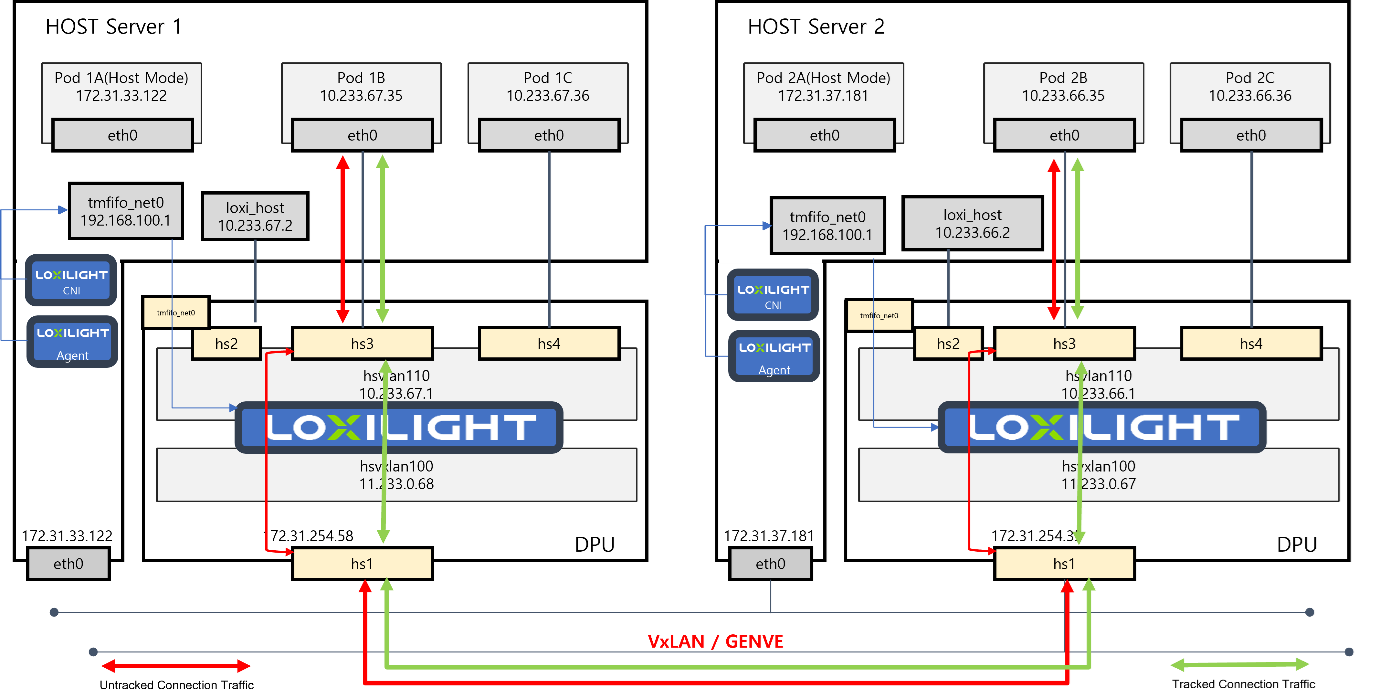 HOST Server 1
Pod 1A(Host Mode)
172.31.33.122
eth0
Pod 1B
10.233.67.35
eth0
Pod 1C
10.233.67.36
eth0
tmfifo_net0
192.168.100.1
loxi_host
10.233.67.2
LOXILIGHT
CNI
LOXILIGHT
Agent
tmfifo_net0
hs2
hs3
hs4
hsvlan110
10.233.67.1
LOXILIGHT
hsvxlan100
11.233.0.68
172.31.33.122
eth0
172.31.254.58
hs1
DPU
HOST Server 2
Pod 2A(Host Mode)
172.31.37.181
eth0
Pod 2B
10.233.66.35
eth0
Pod 2C
10.233.66.36
eth0
tmfifo_net0
192.168.100.1
loxi_host
10.233.66.2
LOXILIGHT
CNI
LOXILIGHT
Agent
tmfifo_net0
hs2
hs3
hs4
hsvlan110
10.233.66.1
LOXILIGHT
hsvxlan100
11.233.0.67
172.31.37.181
eth0
hs1
DPU
VxLAN / GENVE
Untracked Connection Traffic
Tracked Connection Traffic